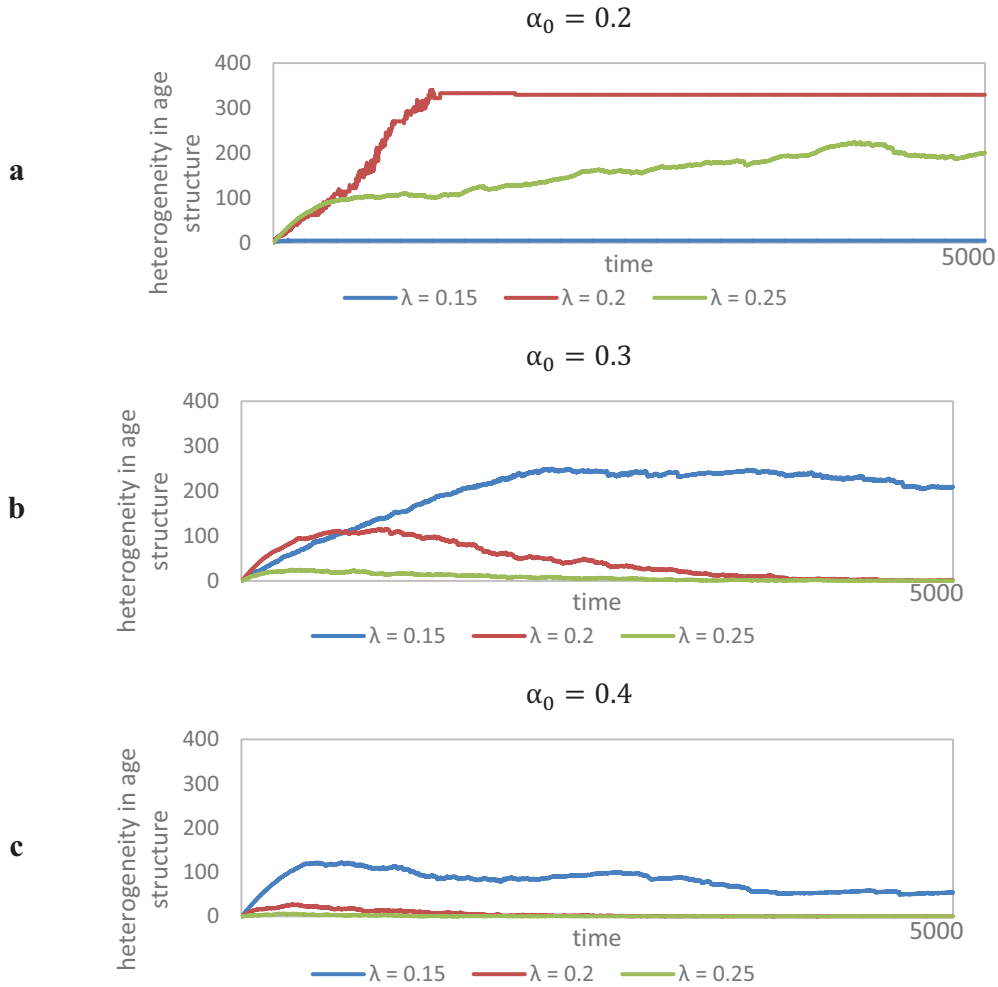 α₀ = 0.2
a
heterogeneity in age
structure
400
300
200
100
0
time
5000
λ = 0.15 λ = 0.2 λ = 0.25
α₀ = 0.3
b
heterogeneity in age
structure
400
300
200
100
0
time
5000
λ = 0.15 λ = 0.2 λ = 0.25
α₀ = 0.4
c
heterogeneity in age
structure
400
300
200
100
0
time
5000
λ = 0.15 λ = 0.2 λ = 0.25